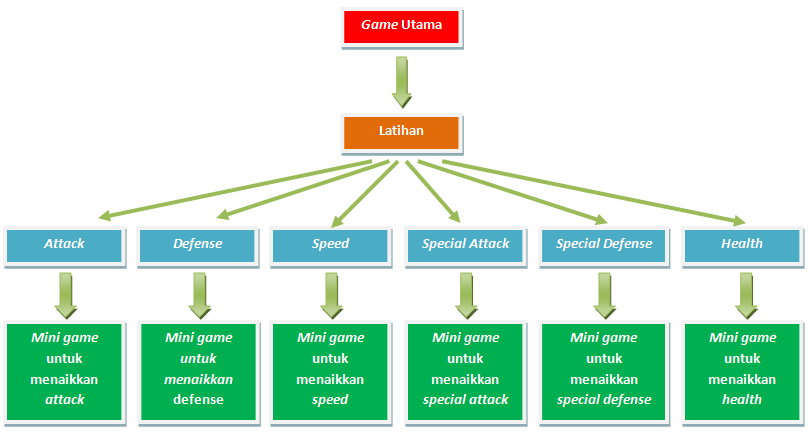 Game Utama
Latihan
Attack
Defense
Speed
Special Attack
Special Defense
Health
Mini game
untuk
menaikkan
attack
Mini game
untuk
menaikkan
defense
Mini game
untuk
menaikkan
speed
Mini game
untuk
menaikkan
special attack
Mini game
untuk
menaikkan
special defense
Mini game
untuk
menaikkan
health